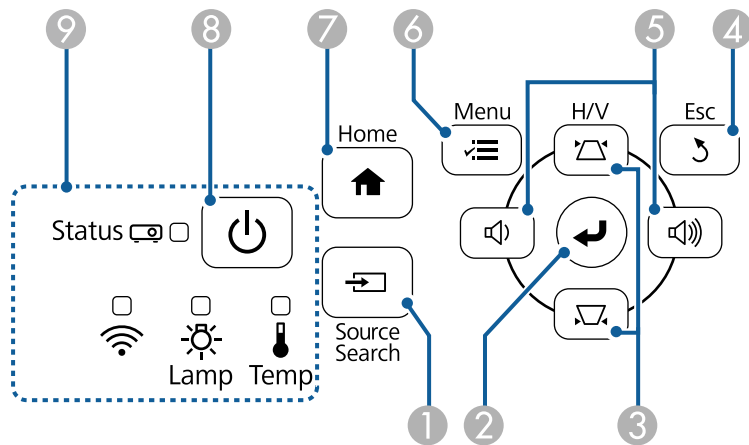 9 8 7 6 5 4
Menu H/V Esc
Home
Status
Source
Search
Lamp Temp
1 2 3